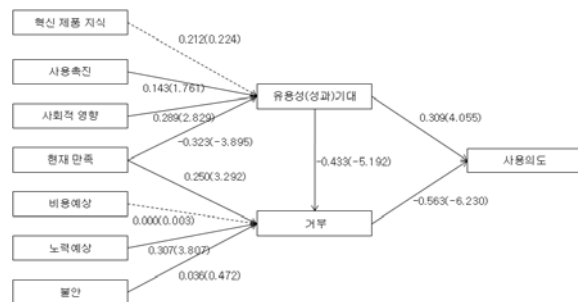 혁신 제품 지식
0.212(0.224)
사용촉진
0.143(1.761)
유용성(성과)기대
사회적 영향
0.289(2.829)
0.309(4.055)
현재 만족
-0.323(-3.895)
-0.433(-5.192)
사용의도
0.250(3.292)
비용예상
0.000(0.003)
-0.563(-6.230)
거부
노력예상
0.307(3.807)
불안
0.036(0.472)